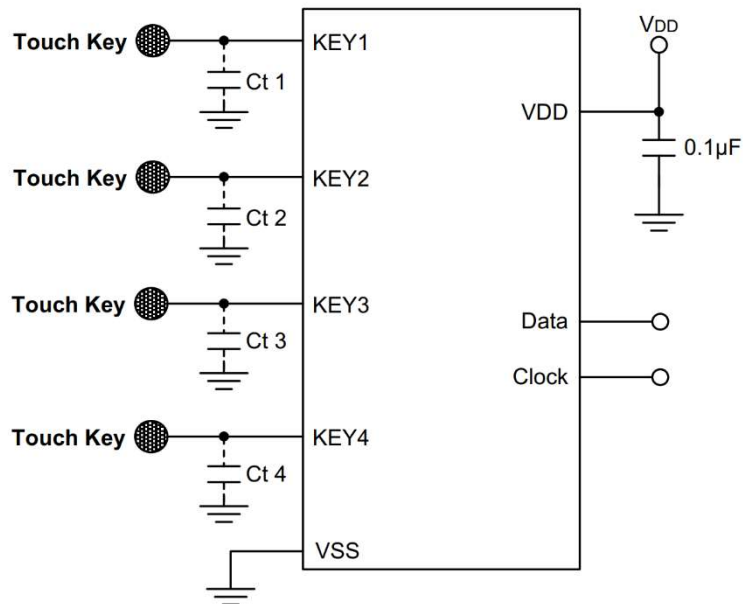 Touch Key
KEY1
Ct 1
VDD
VDD
0.1µF
Touch Key
KEY2
Ct 2
Touch Key
KEY3
Ct 3
Data
Clock
Touch Key
KEY4
Ct 4
VSS